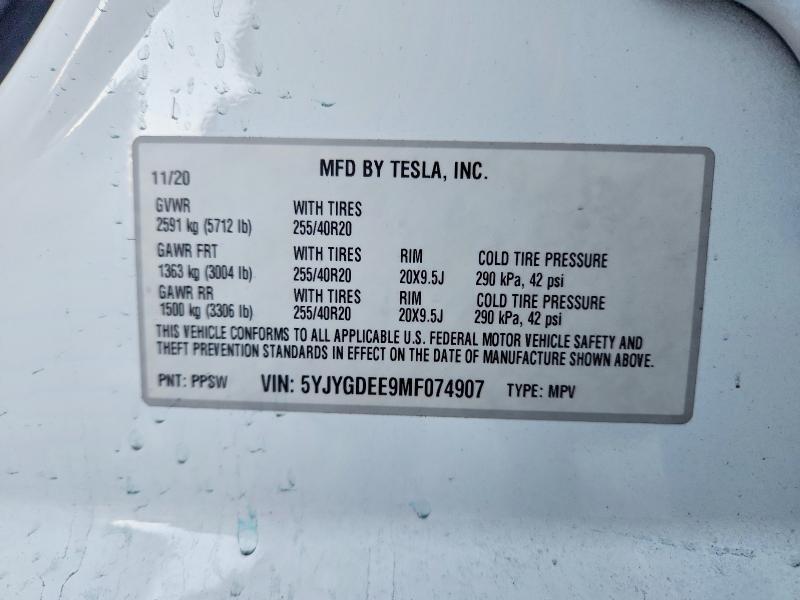 MFD BY TESLA, INC.
11/20
GVWR WITH TIRES
2591 kg (5712 lb) 255/40R20
GAWR FRT WITH TIRES RIM COLD TIRE PRESSURE
1363 kg (3004 lb) 255/40R20 20X9.5J 290 kPa, 42 psi
GAWR RR WITH TIRES RIM COLD TIRE PRESSURE
1500 kg (3306 lb) 255/40R20 20X9.5J 290 kPa, 42 psi
THIS VEHICLE CONFORMS TO ALL APPLICABLE U.S. FEDERAL MOTOR VEHICLE SAFETY AND
THEFT PREVENTION STANDARDS IN EFFECT ON THE DATE OF MANUFACTURE SHOWN ABOVE.
PNT: PPSW VIN: 5YJYGDEE9MF074907 TYPE: MPV